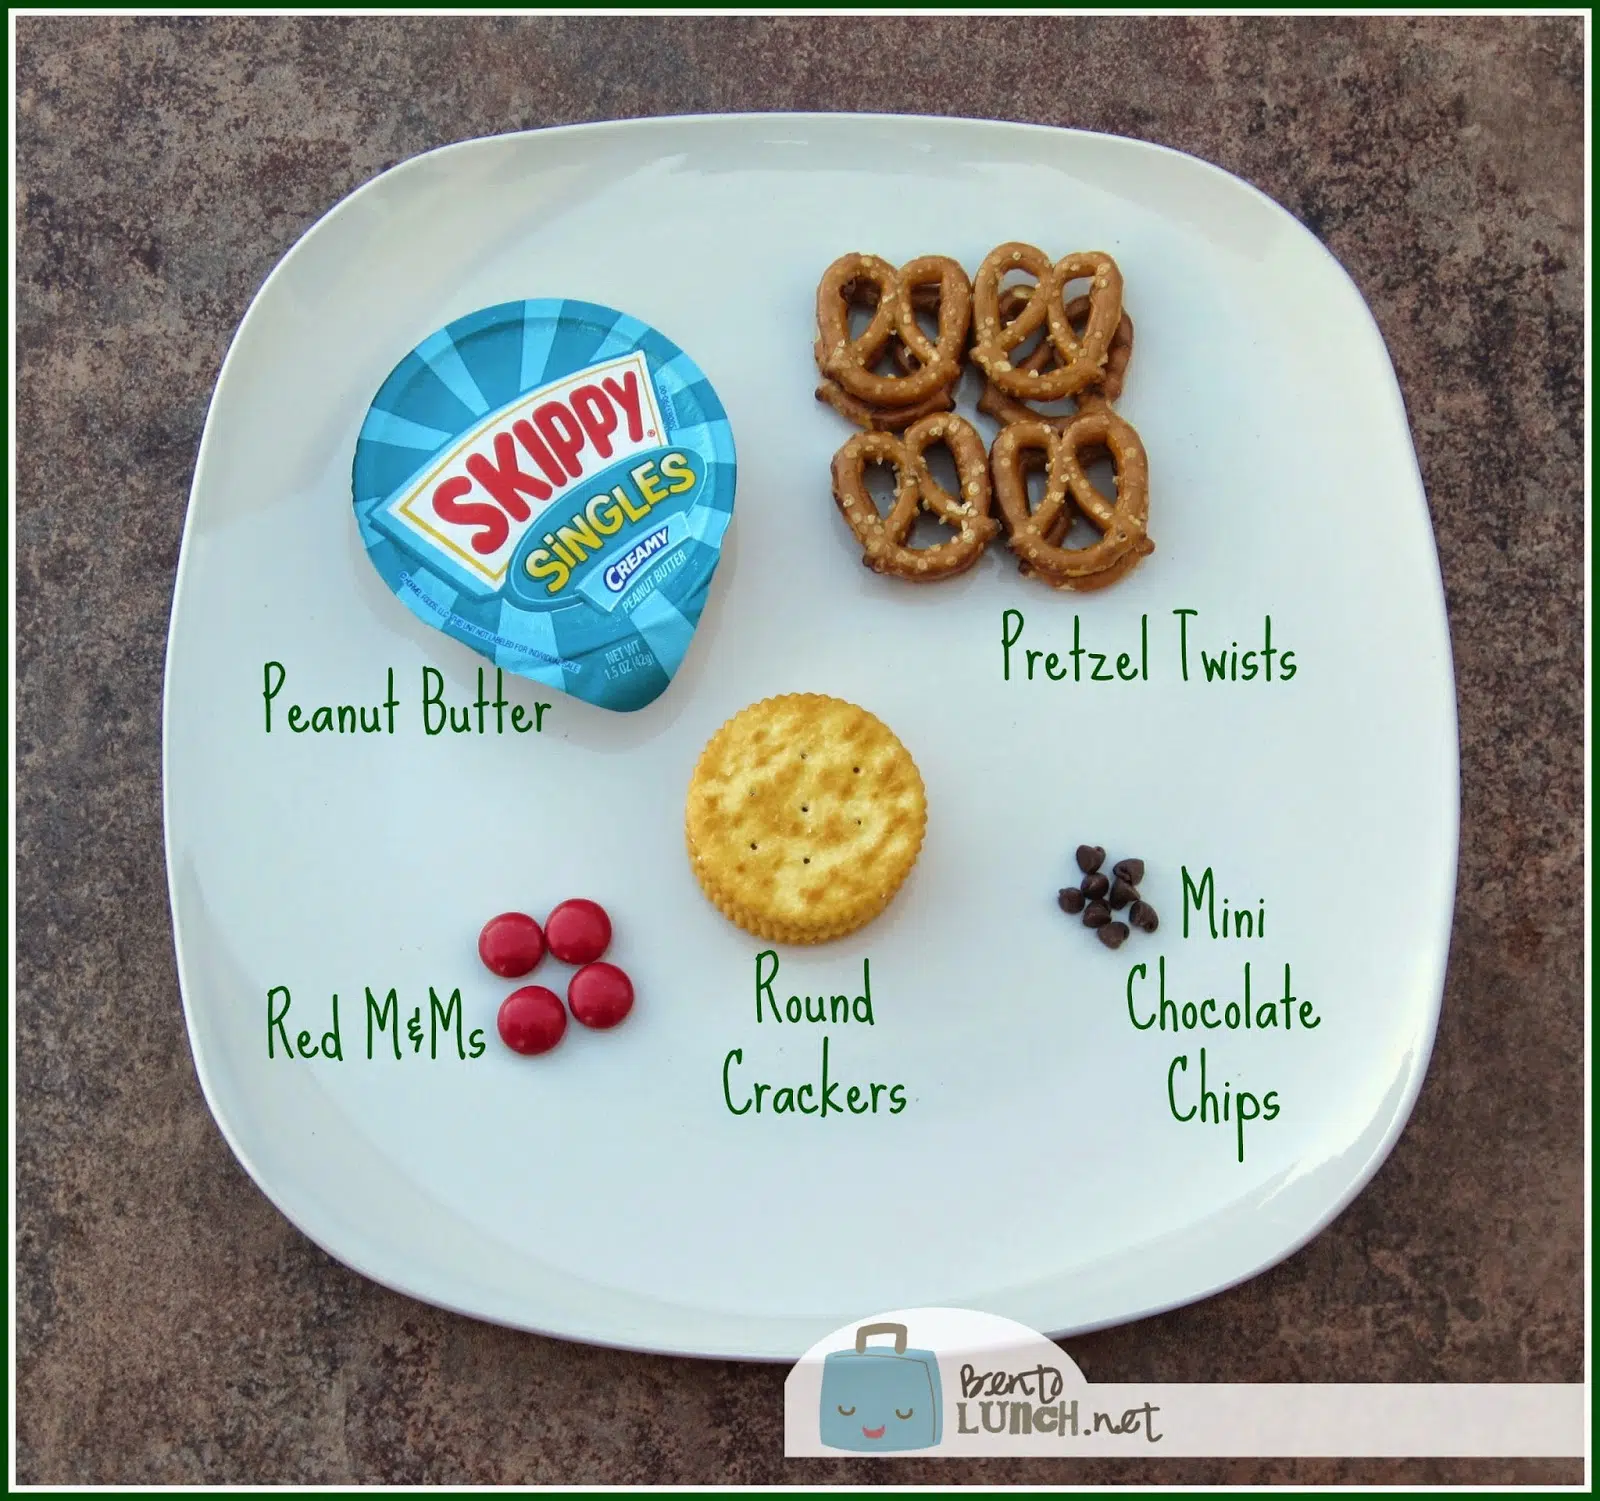 SKIPPY
SiNGLES
CREAMY
PEANUT BUTTER
NET WT
1.5 OZ (42g)
Peanut Butter
Pretzel Twists
Red M&Ms
Round
Crackers
Mini
Chocolate
Chips
Bento
LUnCH.net